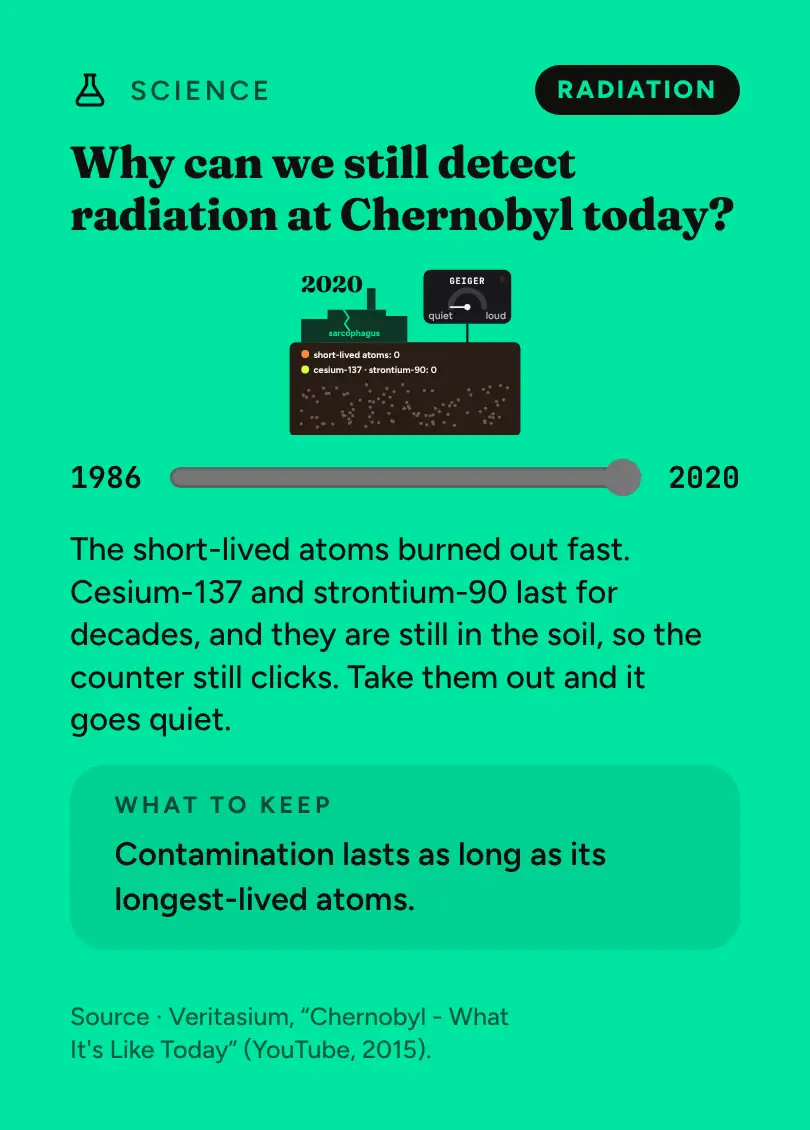 SCIENCE
RADIATION
Why can we still detect
radiation at Chernobyl today?
2020
GEIGER
quiet
loud
sarcophagus
short-lived atoms: 0
cesium-137 · strontium-90: 0
1986
2020
The short-lived atoms burned out fast.
Cesium-137 and strontium-90 last for
decades, and they are still in the soil, so the
counter still clicks. Take them out and it
goes quiet.
WHAT TO KEEP
Contamination lasts as long as its
longest-lived atoms.
Source · Veritasium, “Chernobyl - What
It's Like Today” (YouTube, 2015).